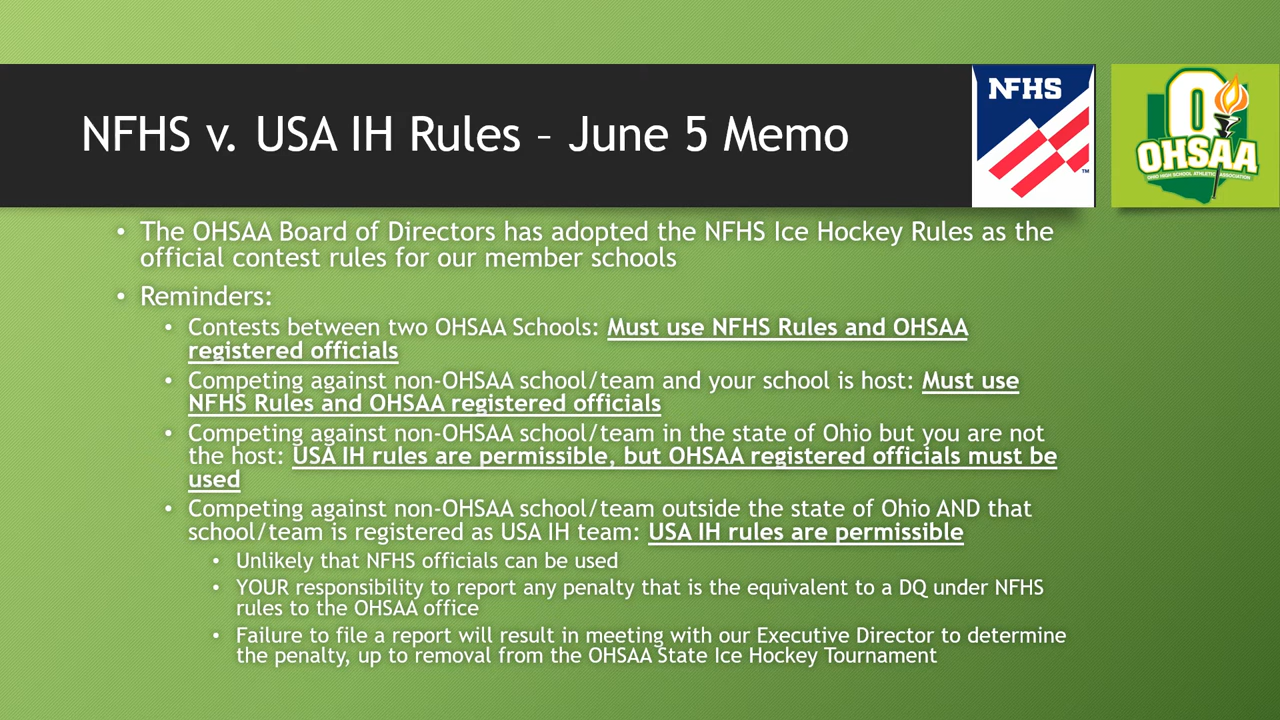 NFHS v. USA IH Rules – June 5 Memo
NFHS
TM
OHSAA
OHIO HIGH SCHOOL ATHLETIC ASSOCIATION
• The OHSAA Board of Directors has adopted the NFHS Ice Hockey Rules as the
official contest rules for our member schools
• Reminders:
• Contests between two OHSAA Schools: Must use NFHS Rules and OHSAA
registered officials
• Competing against non-OHSAA school/team and your school is host: Must use
NFHS Rules and OHSAA registered officials
• Competing against non-OHSAA school/team in the state of Ohio but you are not
the host: USA IH rules are permissible, but OHSAA registered officials must be
used
• Competing against non-OHSAA school/team outside the state of Ohio AND that
school/team is registered as USA IH team: USA IH rules are permissible
• Unlikely that NFHS officials can be used
• YOUR responsibility to report any penalty that is the equivalent to a DQ under NFHS
rules to the OHSAA office
• Failure to file a report will result in meeting with our Executive Director to determine
the penalty, up to removal from the OHSAA State Ice Hockey Tournament